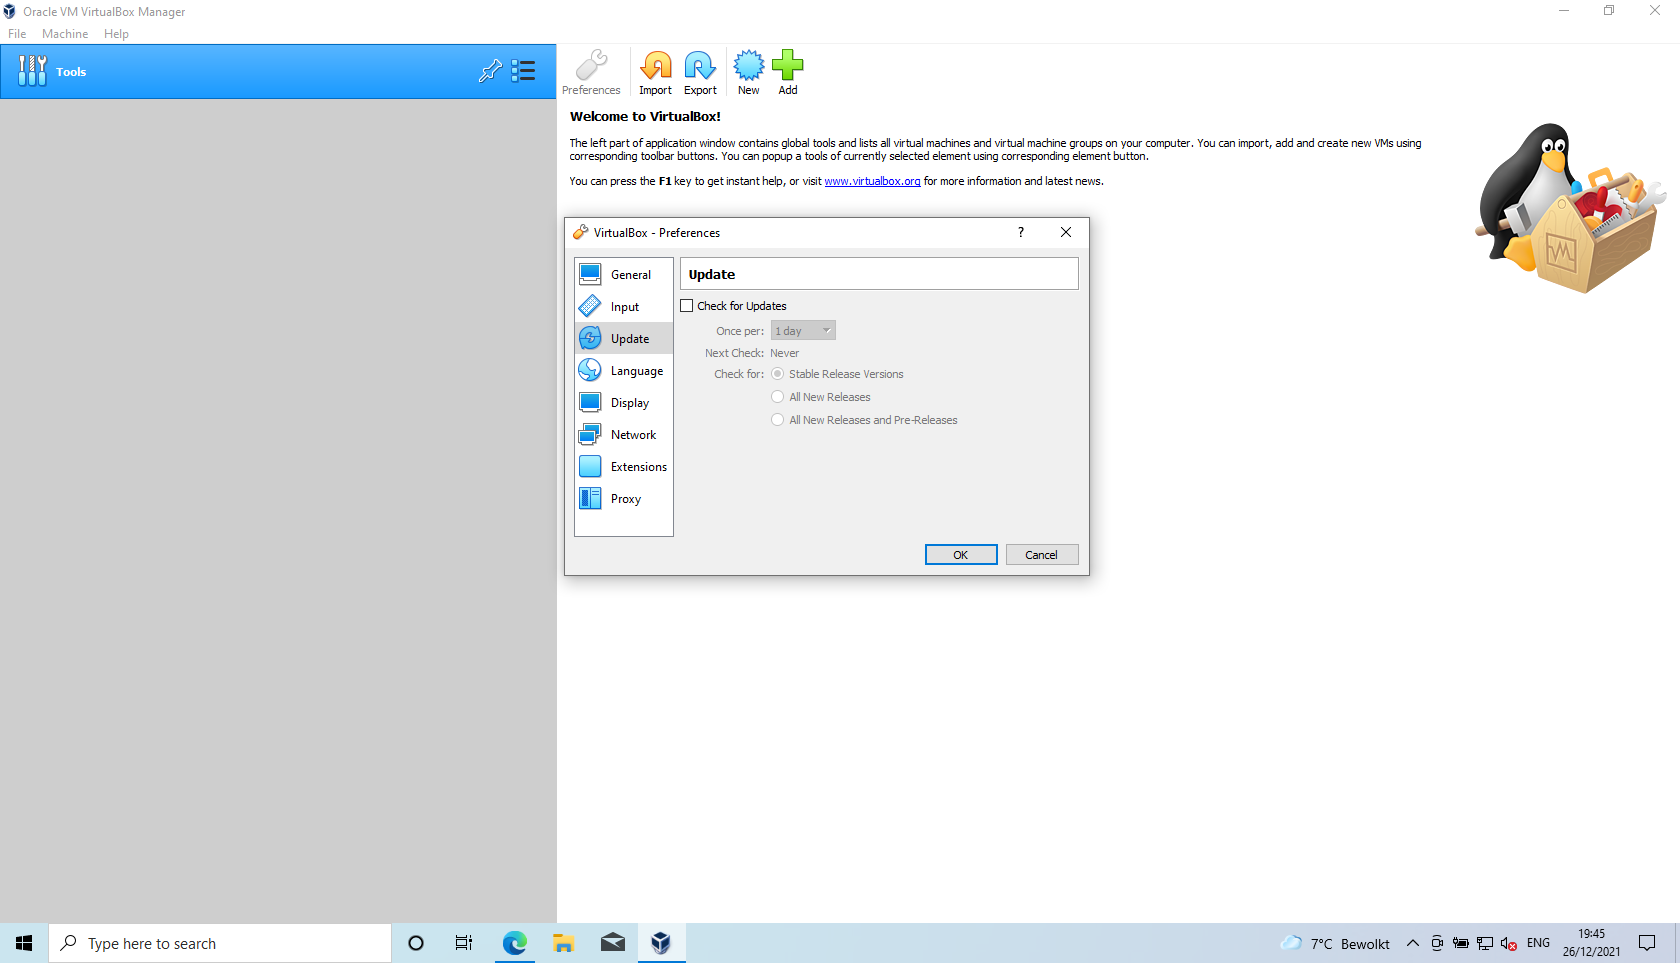 Oracle VM VirtualBox Manager
File Machine Help
Tools
Preferences Import Export New Add
Welcome to VirtualBox!
The left part of application window contains global tools and lists all virtual machines and virtual machine groups on your computer. You can import, add and create new VMs using
corresponding toolbar buttons. You can popup a tools of currently selected element using corresponding element button.
You can press the F1 key to get instant help, or visit www.virtualbox.org for more information and latest news.
VirtualBox - Preferences ?
General
Input
Update
Language
Display
Network
Extensions
Proxy
Update
Check for Updates
Once per: 1 day
Next Check: Never
Check for: Stable Release Versions
All New Releases
All New Releases and Pre-Releases
OK Cancel
Type here to search
7°C Bewolkt
ENG
19:45
26/12/2021